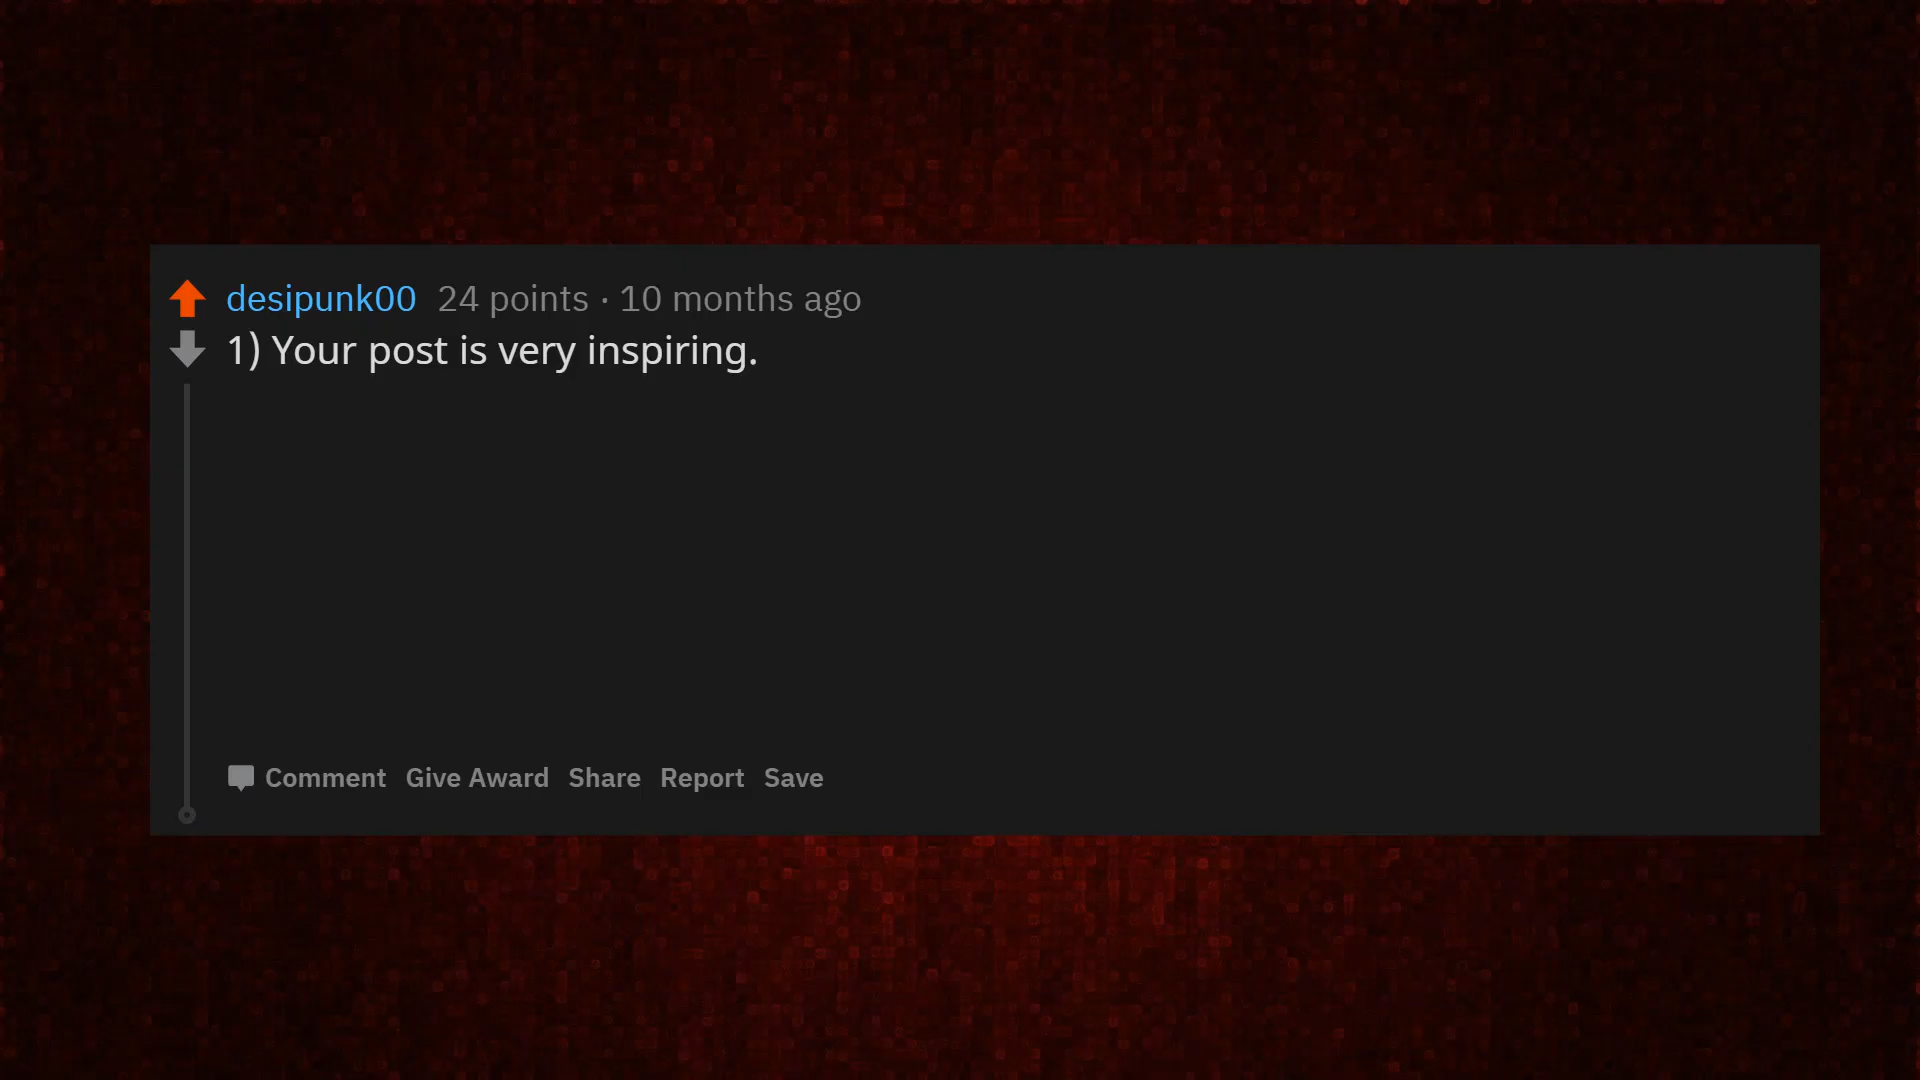 desipunk00 24 points · 10 months ago
1) Your post is very inspiring.
Comment Give Award Share Report Save